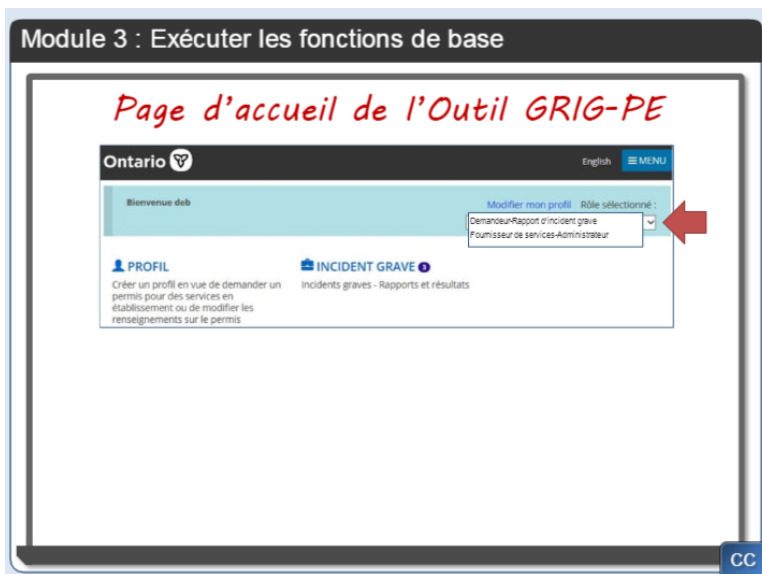 Module 3 : Exécuter les fonctions de base
Page d'accueil de l'Outil GRIG-PE
Ontario
English MENU
Bienvenue deb
Modifier mon profil Rôle sélectionné :
Demandeur-Rapport d'incident grave
Fournisseur de services-Administrateur
PROFIL
Créer un profil en vue de demander un
permis pour des services en
établissement ou de modifier les
renseignements sur le permis
INCIDENT GRAVE 3
Incidents graves - Rapports et résultats
CC